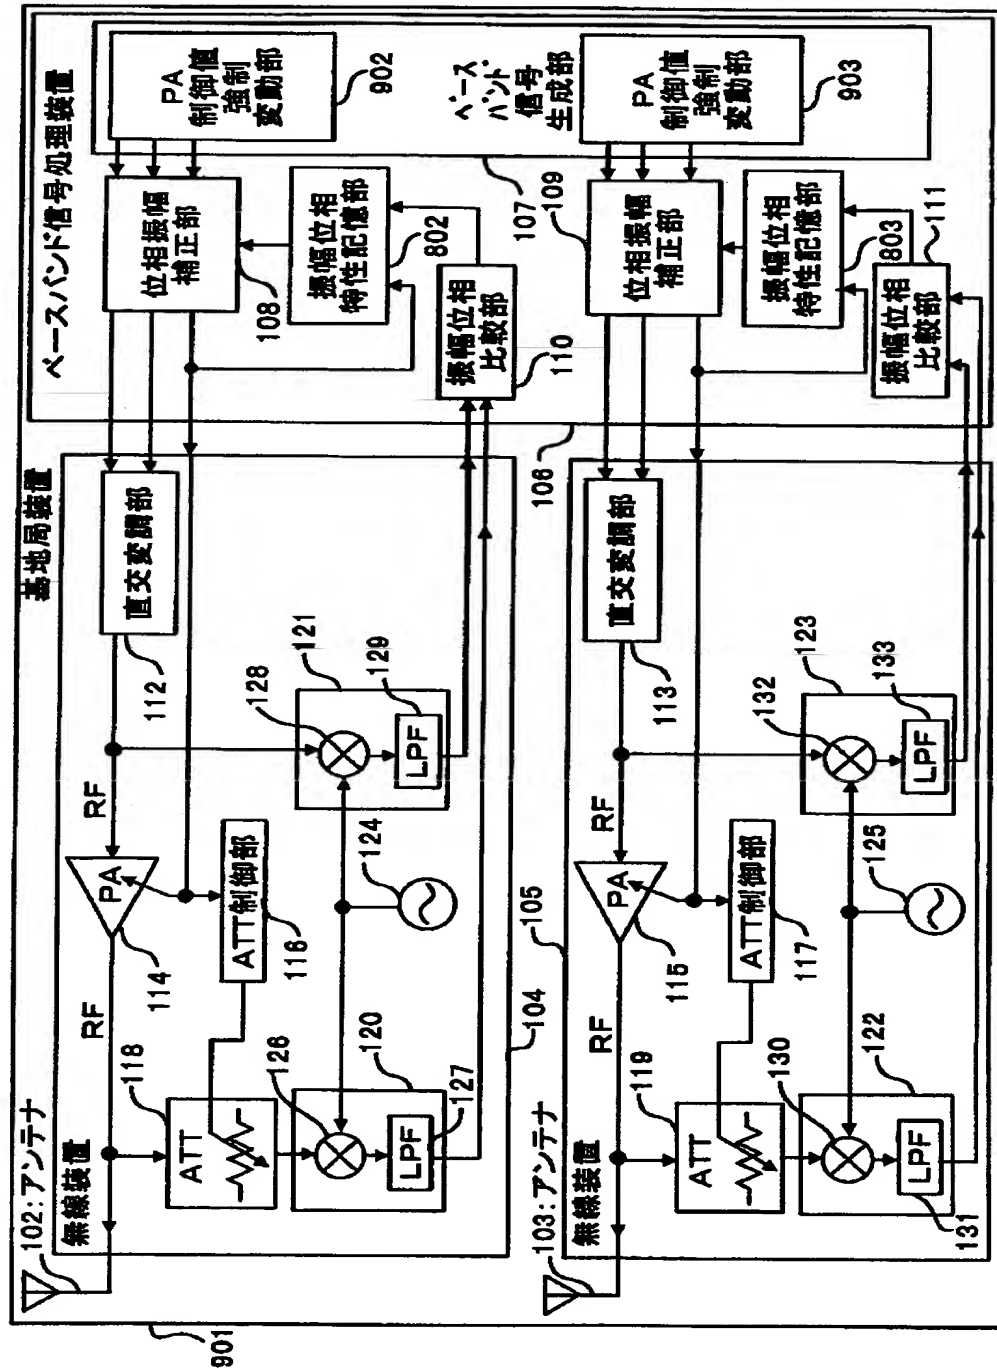 901
基地局装置
ベースバンド信号処理装置
102:アンテナ
無線装置
118
ATT
RF
114
PA
RF
116
ATT制御部
112
直交変調部
126
120
LPF
127
124
128
121
129
LPF
104
位相振幅
補正部
108
振幅位相
特性記憶部
802
振幅位相
比較部
110
PA
制御値
強制
変動部
902
ベース
バンド
信号
生成部
107
106
103:アンテナ
無線装置
119
ATT
RF
115
PA
RF
117
ATT制御部
113
直交変調部
130
122
LPF
131
125
132
123
133
LPF
105
位相振幅
補正部
109
振幅位相
特性記憶部
803
振幅位相
比較部
111
PA
制御値
強制
変動部
903